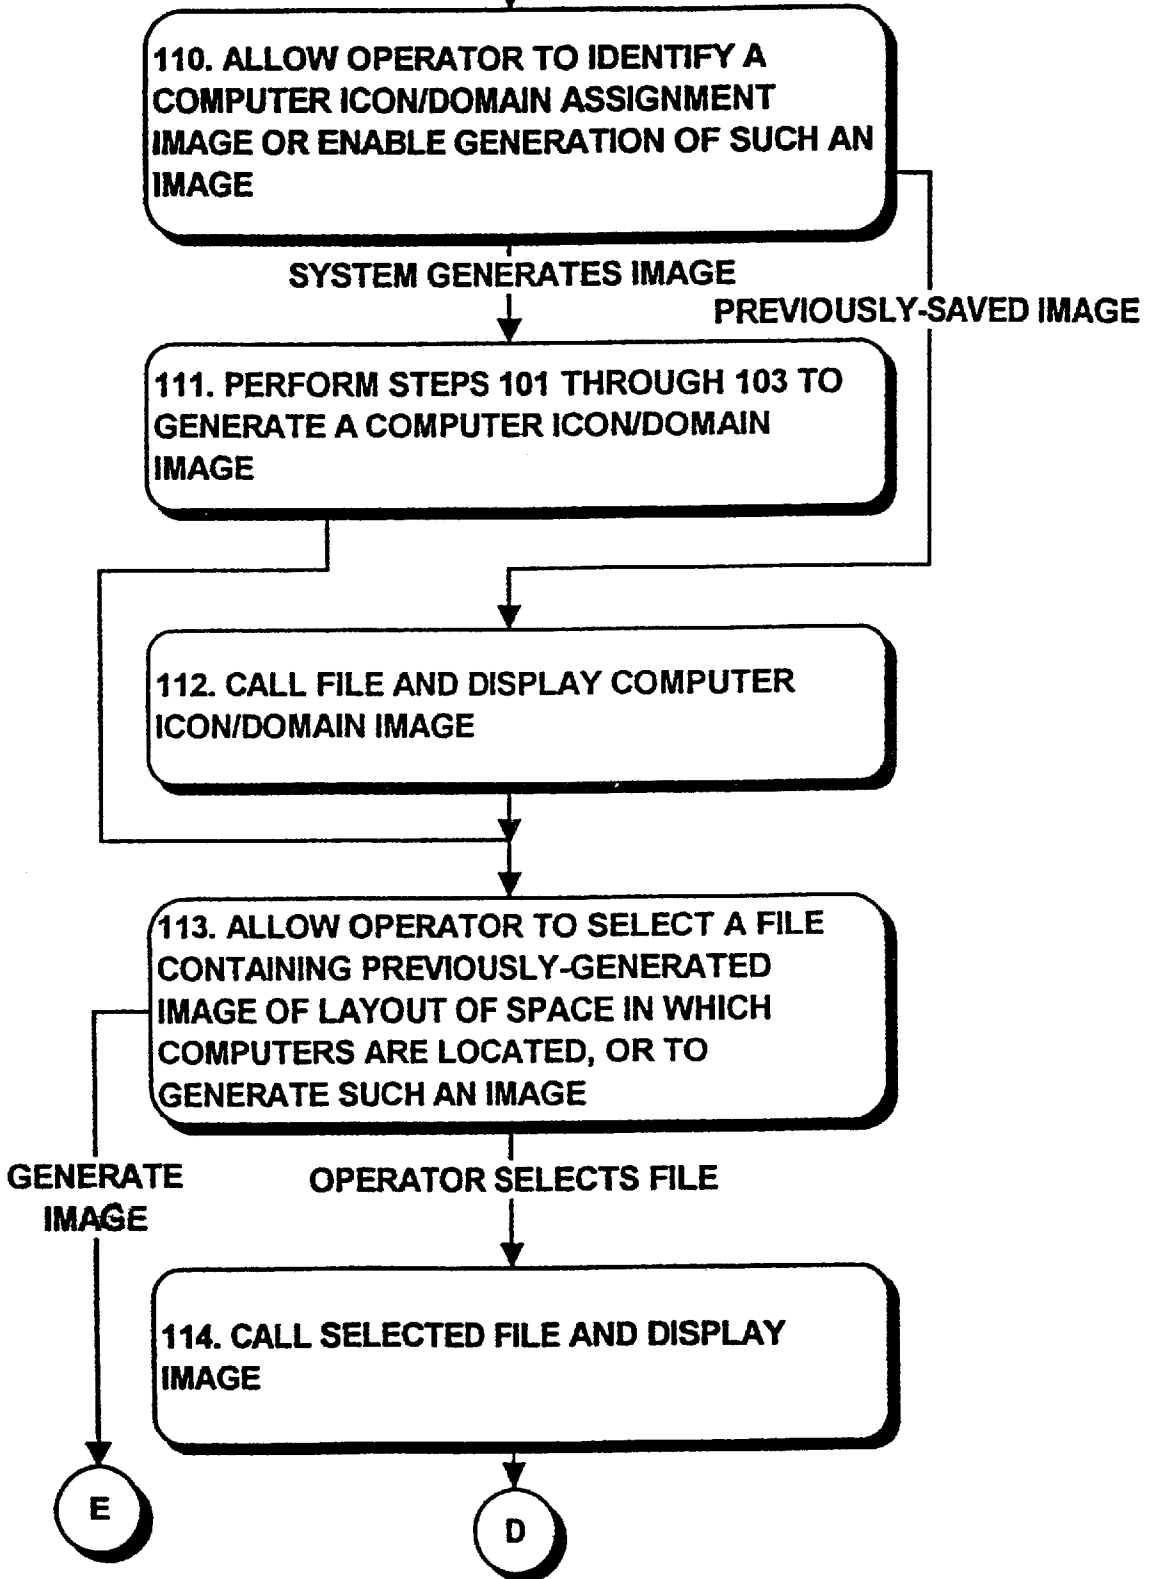 110. ALLOW OPERATOR TO IDENTIFY A
COMPUTER ICON/DOMAIN ASSIGNMENT
IMAGE OR ENABLE GENERATION OF SUCH AN
IMAGE
SYSTEM GENERATES IMAGE
PREVIOUSLY-SAVED IMAGE
111. PERFORM STEPS 101 THROUGH 103 TO
GENERATE A COMPUTER ICON/DOMAIN
IMAGE
112. CALL FILE AND DISPLAY COMPUTER
ICON/DOMAIN IMAGE
113. ALLOW OPERATOR TO SELECT A FILE
CONTAINING PREVIOUSLY-GENERATED
IMAGE OF LAYOUT OF SPACE IN WHICH
COMPUTERS ARE LOCATED, OR TO
GENERATE SUCH AN IMAGE
GENERATE
IMAGE
OPERATOR SELECTS FILE
114. CALL SELECTED FILE AND DISPLAY
IMAGE
E
D